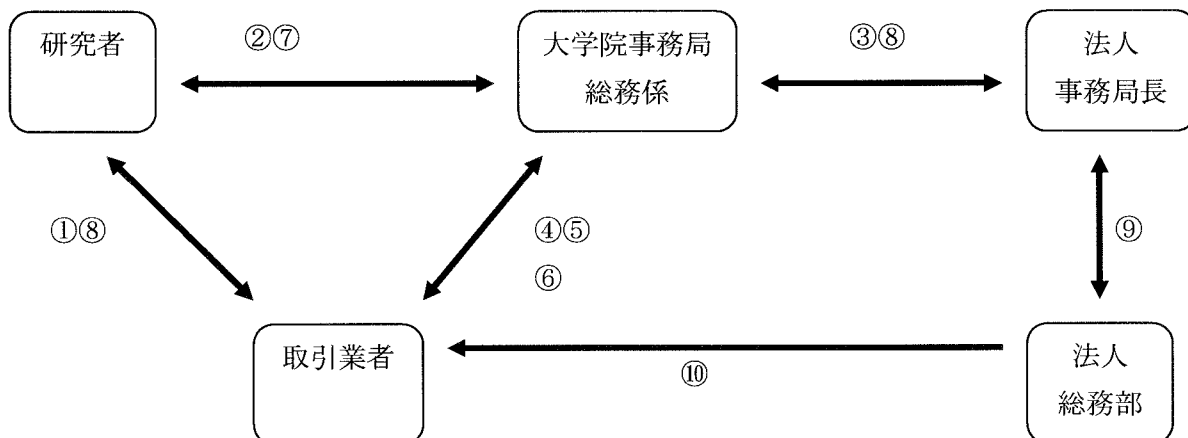 研究者
②⑦
大学院事務局
総務係
③⑧
法人
事務局長
①⑧
④⑤
⑥
⑨
取引業者
⑩
法人
総務部